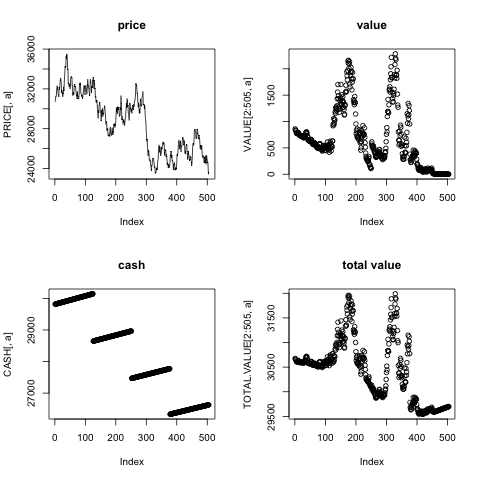 price
PRICE[, a]
24000 28000 32000 36000
0 100 200 300 400 500
Index
value
VALUE[2:505, a]
0 500 1500
0 100 200 300 400 500
Index
cash
CASH[, a]
27000 29000
0 100 200 300 400 500
Index
total value
TOTAL.VALUE[2:505, a]
29500 30500 31500
0 100 200 300 400 500
Index